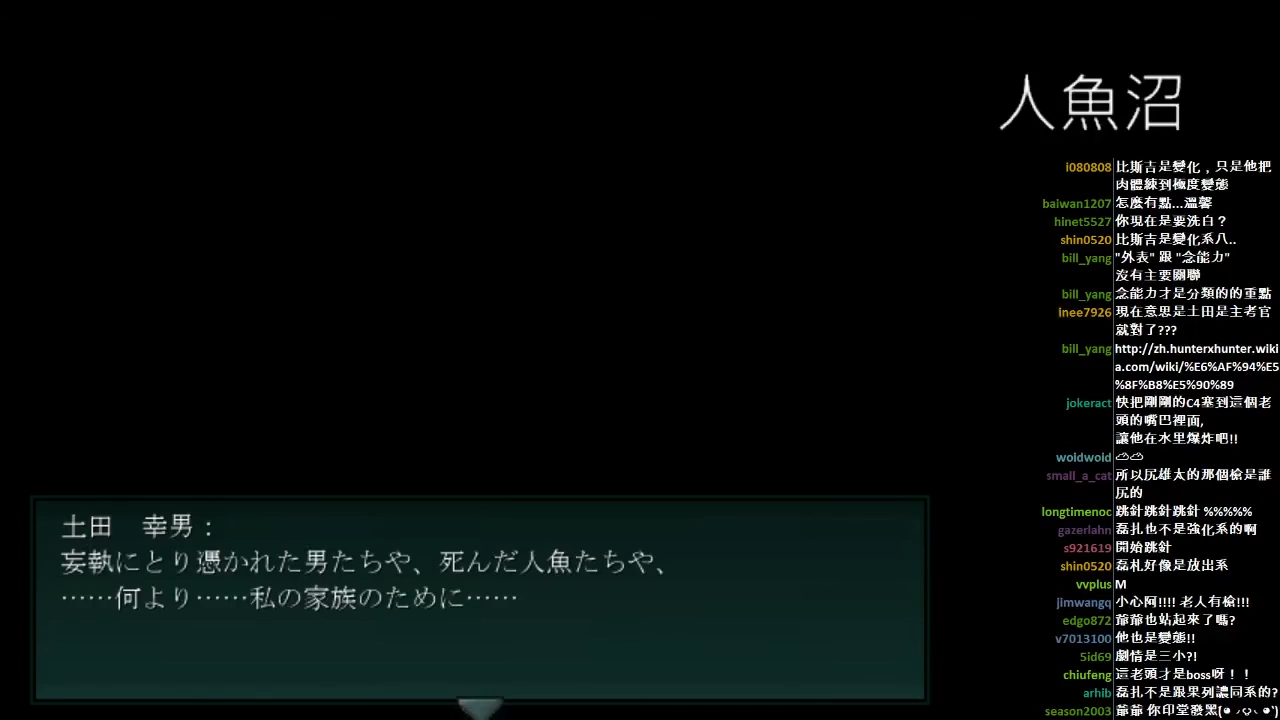 人魚沼
i080808 比斯吉是變化，只是他把
肉體練到極度變態
baiwan1207 怎麼有點...溫馨
hinet5527 你現在是要洗白？
shin0520 比斯吉是變化系八..
bill_yang "外表" 跟 "念能力"
沒有主要關聯
bill_yang 念能力才是分類的的重點
inee7926 現在意思是土田是主考官
就對了???
bill_yang http://zh.hunterxhunter.wiki
a.com/wiki/%E6%AF%94%E5
%8F%B8%E5%90%89
jokeract 快把剛剛的C4塞到這個老
頭的嘴巴裡面,
讓他在水里爆炸吧!!
woidwoid
small_a_cat 所以尻雄太的那個槍是誰
尻的
longtimenoc 跳針跳針跳針 %%%%%
gazerlahn 磊扎也不是強化系的啊
s921619 開始跳針
shin0520 磊札好像是放出系
vvplus M
jimwangq 小心阿!!!! 老人有槍!!!
edgo872 爺爺也站起來了嗎?
v7013100 他也是變態!!
5id69 劇情是三小?!
chiufeng 這老頭才是boss呀！！
arhib 磊扎不是跟果列濃同系的?
season2003 爺爺 你印堂發黑
土田　幸男：
妄執にとり憑かれた男たちや、死んだ人魚たちや、
……何より……私の家族のために……